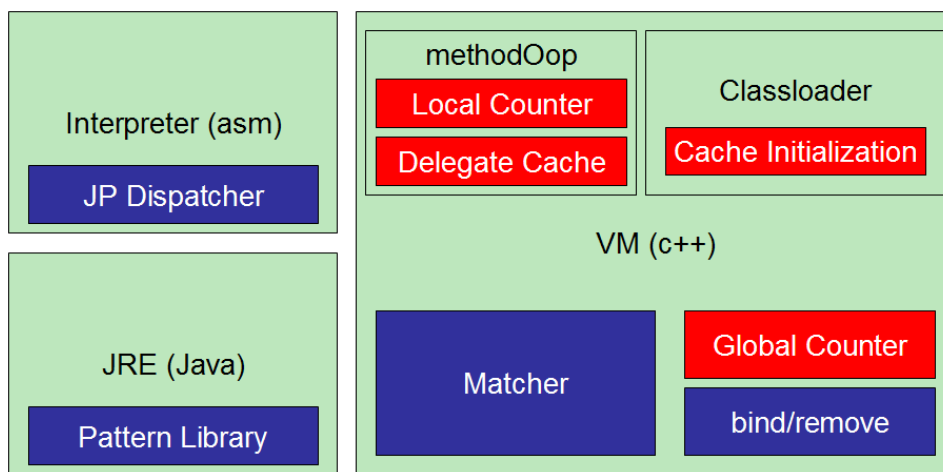 Interpreter (asm)
JP Dispatcher
JRE (Java)
Pattern Library
methodOop
Local Counter
Delegate Cache
Classloader
Cache Initialization
VM (c++)
Matcher
Global Counter
bind/remove